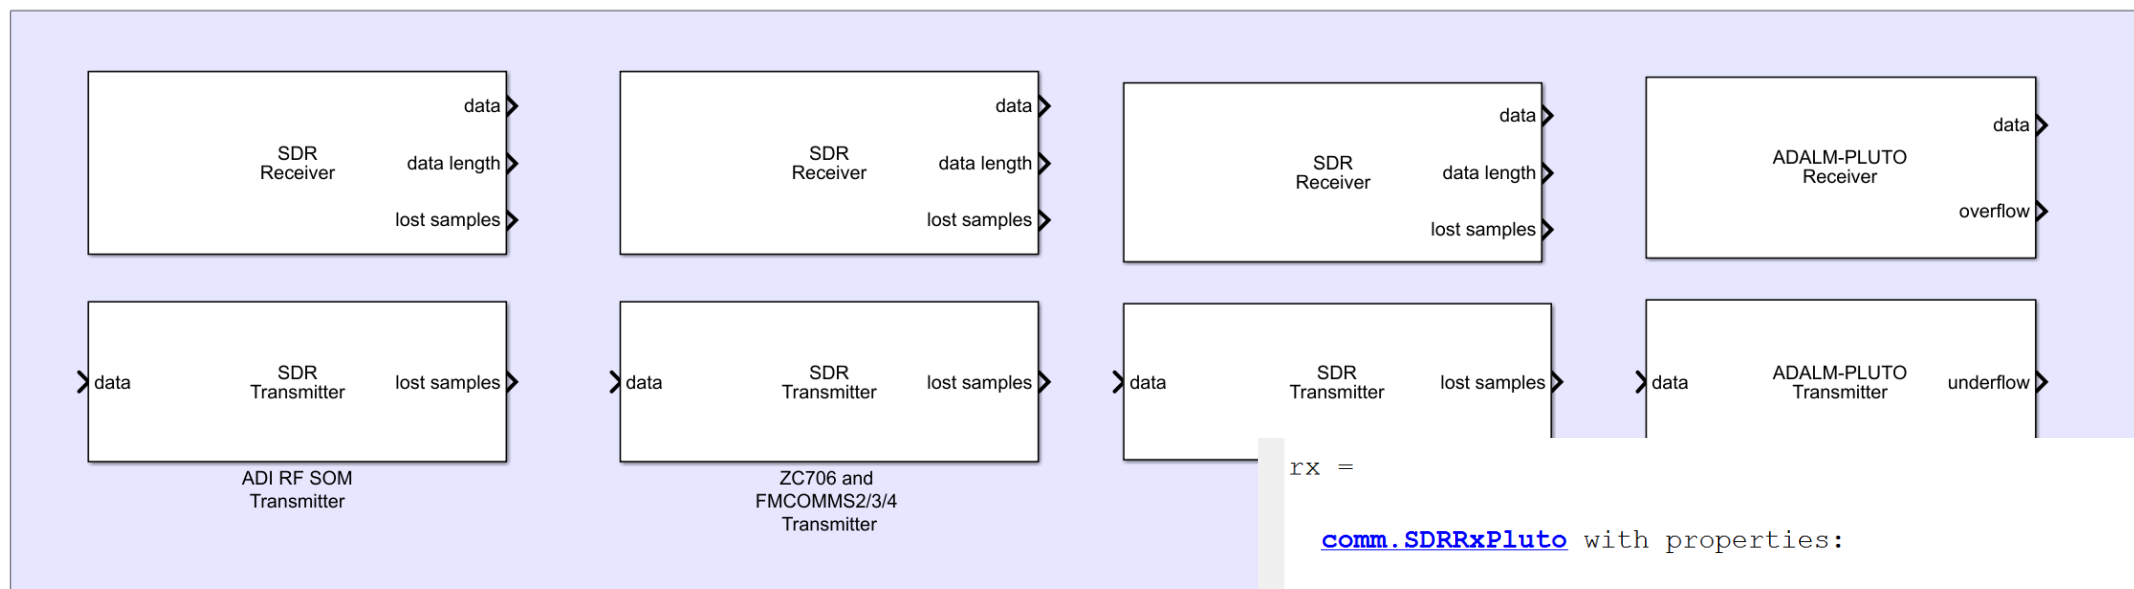 data
SDR
Receiver
data length
lost samples
data
SDR
Receiver
data length
lost samples
data
SDR
Receiver
data length
lost samples
data
ADALM-PLUTO
Receiver
overflow
data
SDR
Transmitter
lost samples
ADI RF SOM
Transmitter
data
SDR
Transmitter
lost samples
ZC706 and
FMCOMMS2/3/4
Transmitter
data
SDR
Transmitter
lost samples
data
ADALM-PLUTO
Transmitter
underflow
rx =
comm.SDRRxPluto with properties: